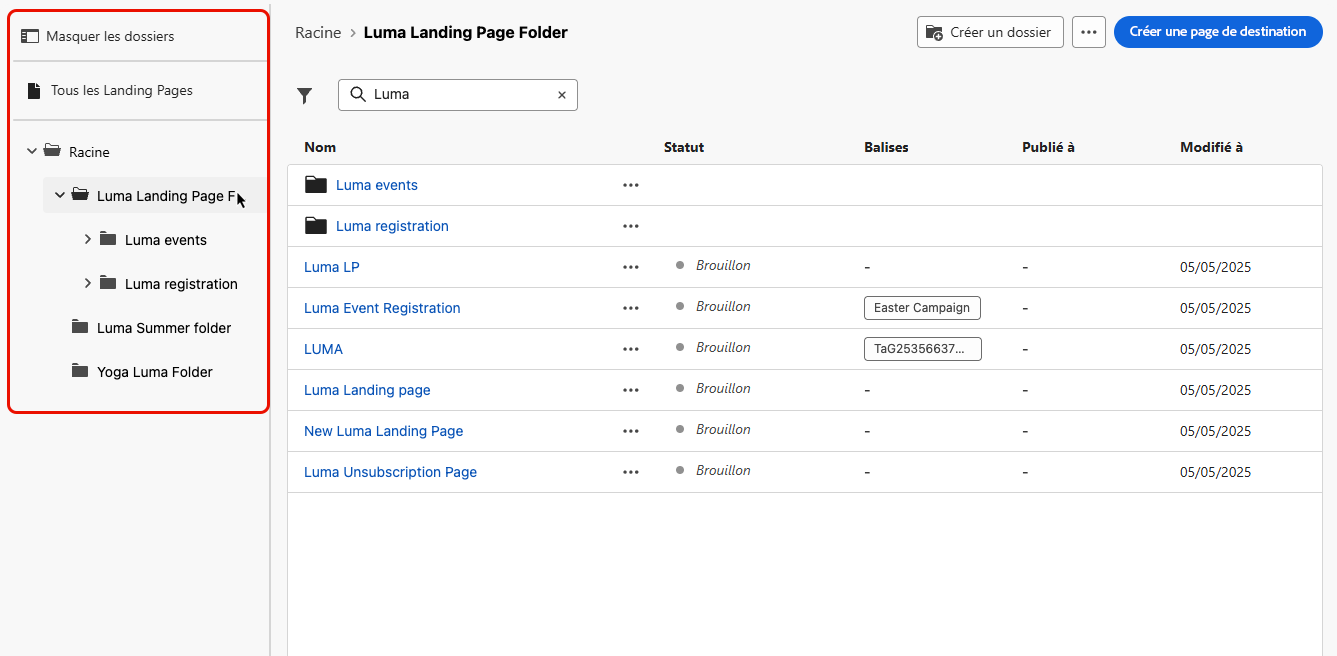 Masquer les dossiers
Tous les Landing Pages
Racine
Luma Landing Page F
Luma events
Luma registration
Luma Summer folder
Yoga Luma Folder
Racine > Luma Landing Page Folder
Créer un dossier
Créer une page de destination
Luma
Nom Statut Balises Publié à Modifié à
Luma events
Luma registration
Luma LP Brouillon - - 05/05/2025
Luma Event Registration Brouillon Easter Campaign - 05/05/2025
LUMA Brouillon TaG25356637... - 05/05/2025
Luma Landing page Brouillon - - 05/05/2025
New Luma Landing Page Brouillon - - 05/05/2025
Luma Unsubscription Page Brouillon - - 05/05/2025